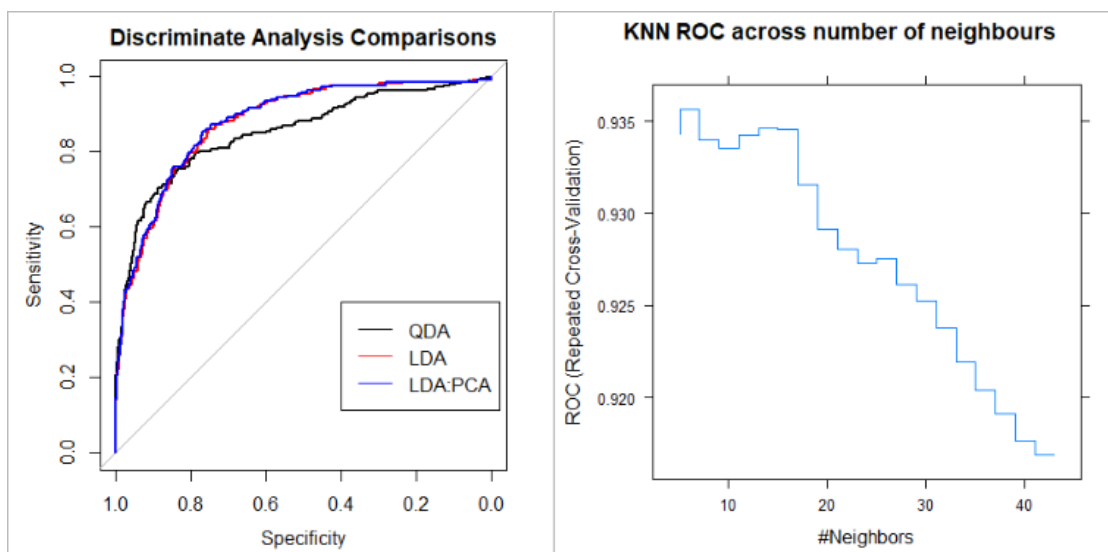 Discriminate Analysis Comparisons
1.0
0.8
0.6
0.4
0.2
0.0
Sensitivity
QDA
LDA
LDA:PCA
1.0 0.8 0.6 0.4 0.2 0.0
Specificity
KNN ROC across number of neighbours
0.935
0.930
0.925
0.920
ROC (Repeated Cross-Validation)
10 20 30 40
#Neighbors